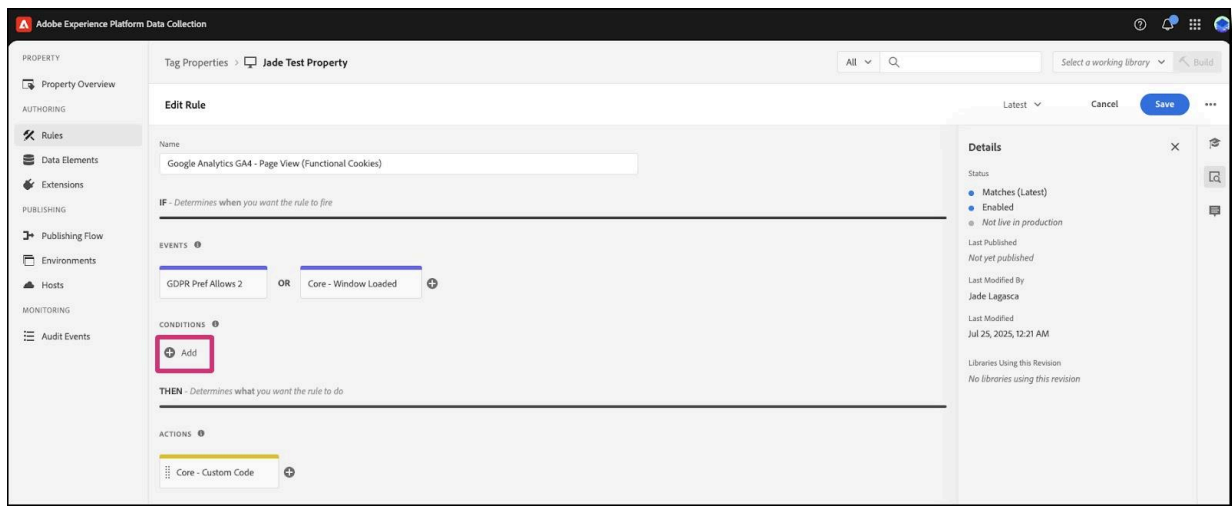 Adobe Experience Platform Data Collection
PROPERTY
Property Overview
AUTHORING
Rules
Data Elements
Extensions
PUBLISHING
Publishing Flow
Environments
Hosts
MONITORING
Audit Events
Tag Properties > Jade Test Property
All
Select a working library
Build
Edit Rule
Latest
Cancel
Save
Name
Google Analytics GA4 - Page View (Functional Cookies)
IF - Determines when you want the rule to fire
EVENTS
GDPR Pref Allows 2 OR Core - Window Loaded
CONDITIONS
Add
THEN - Determines what you want the rule to do
ACTIONS
Core - Custom Code
Details
Status
Matches (Latest)
Enabled
Not live in production
Last Published
Not yet published
Last Modified By
Jade Lagasca
Last Modified
Jul 25, 2025, 12:21 AM
Libraries Using this Revision
No libraries using this revision